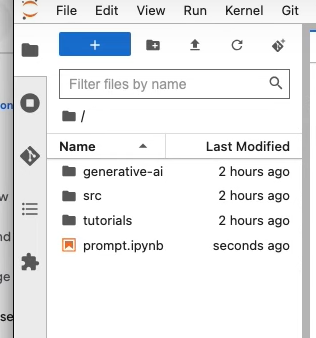 File Edit View Run Kernel Git
Filter files by name
/
Name Last Modified
generative-ai 2 hours ago
src 2 hours ago
tutorials 2 hours ago
prompt.ipynb seconds ago
on
w
nd
ge
se